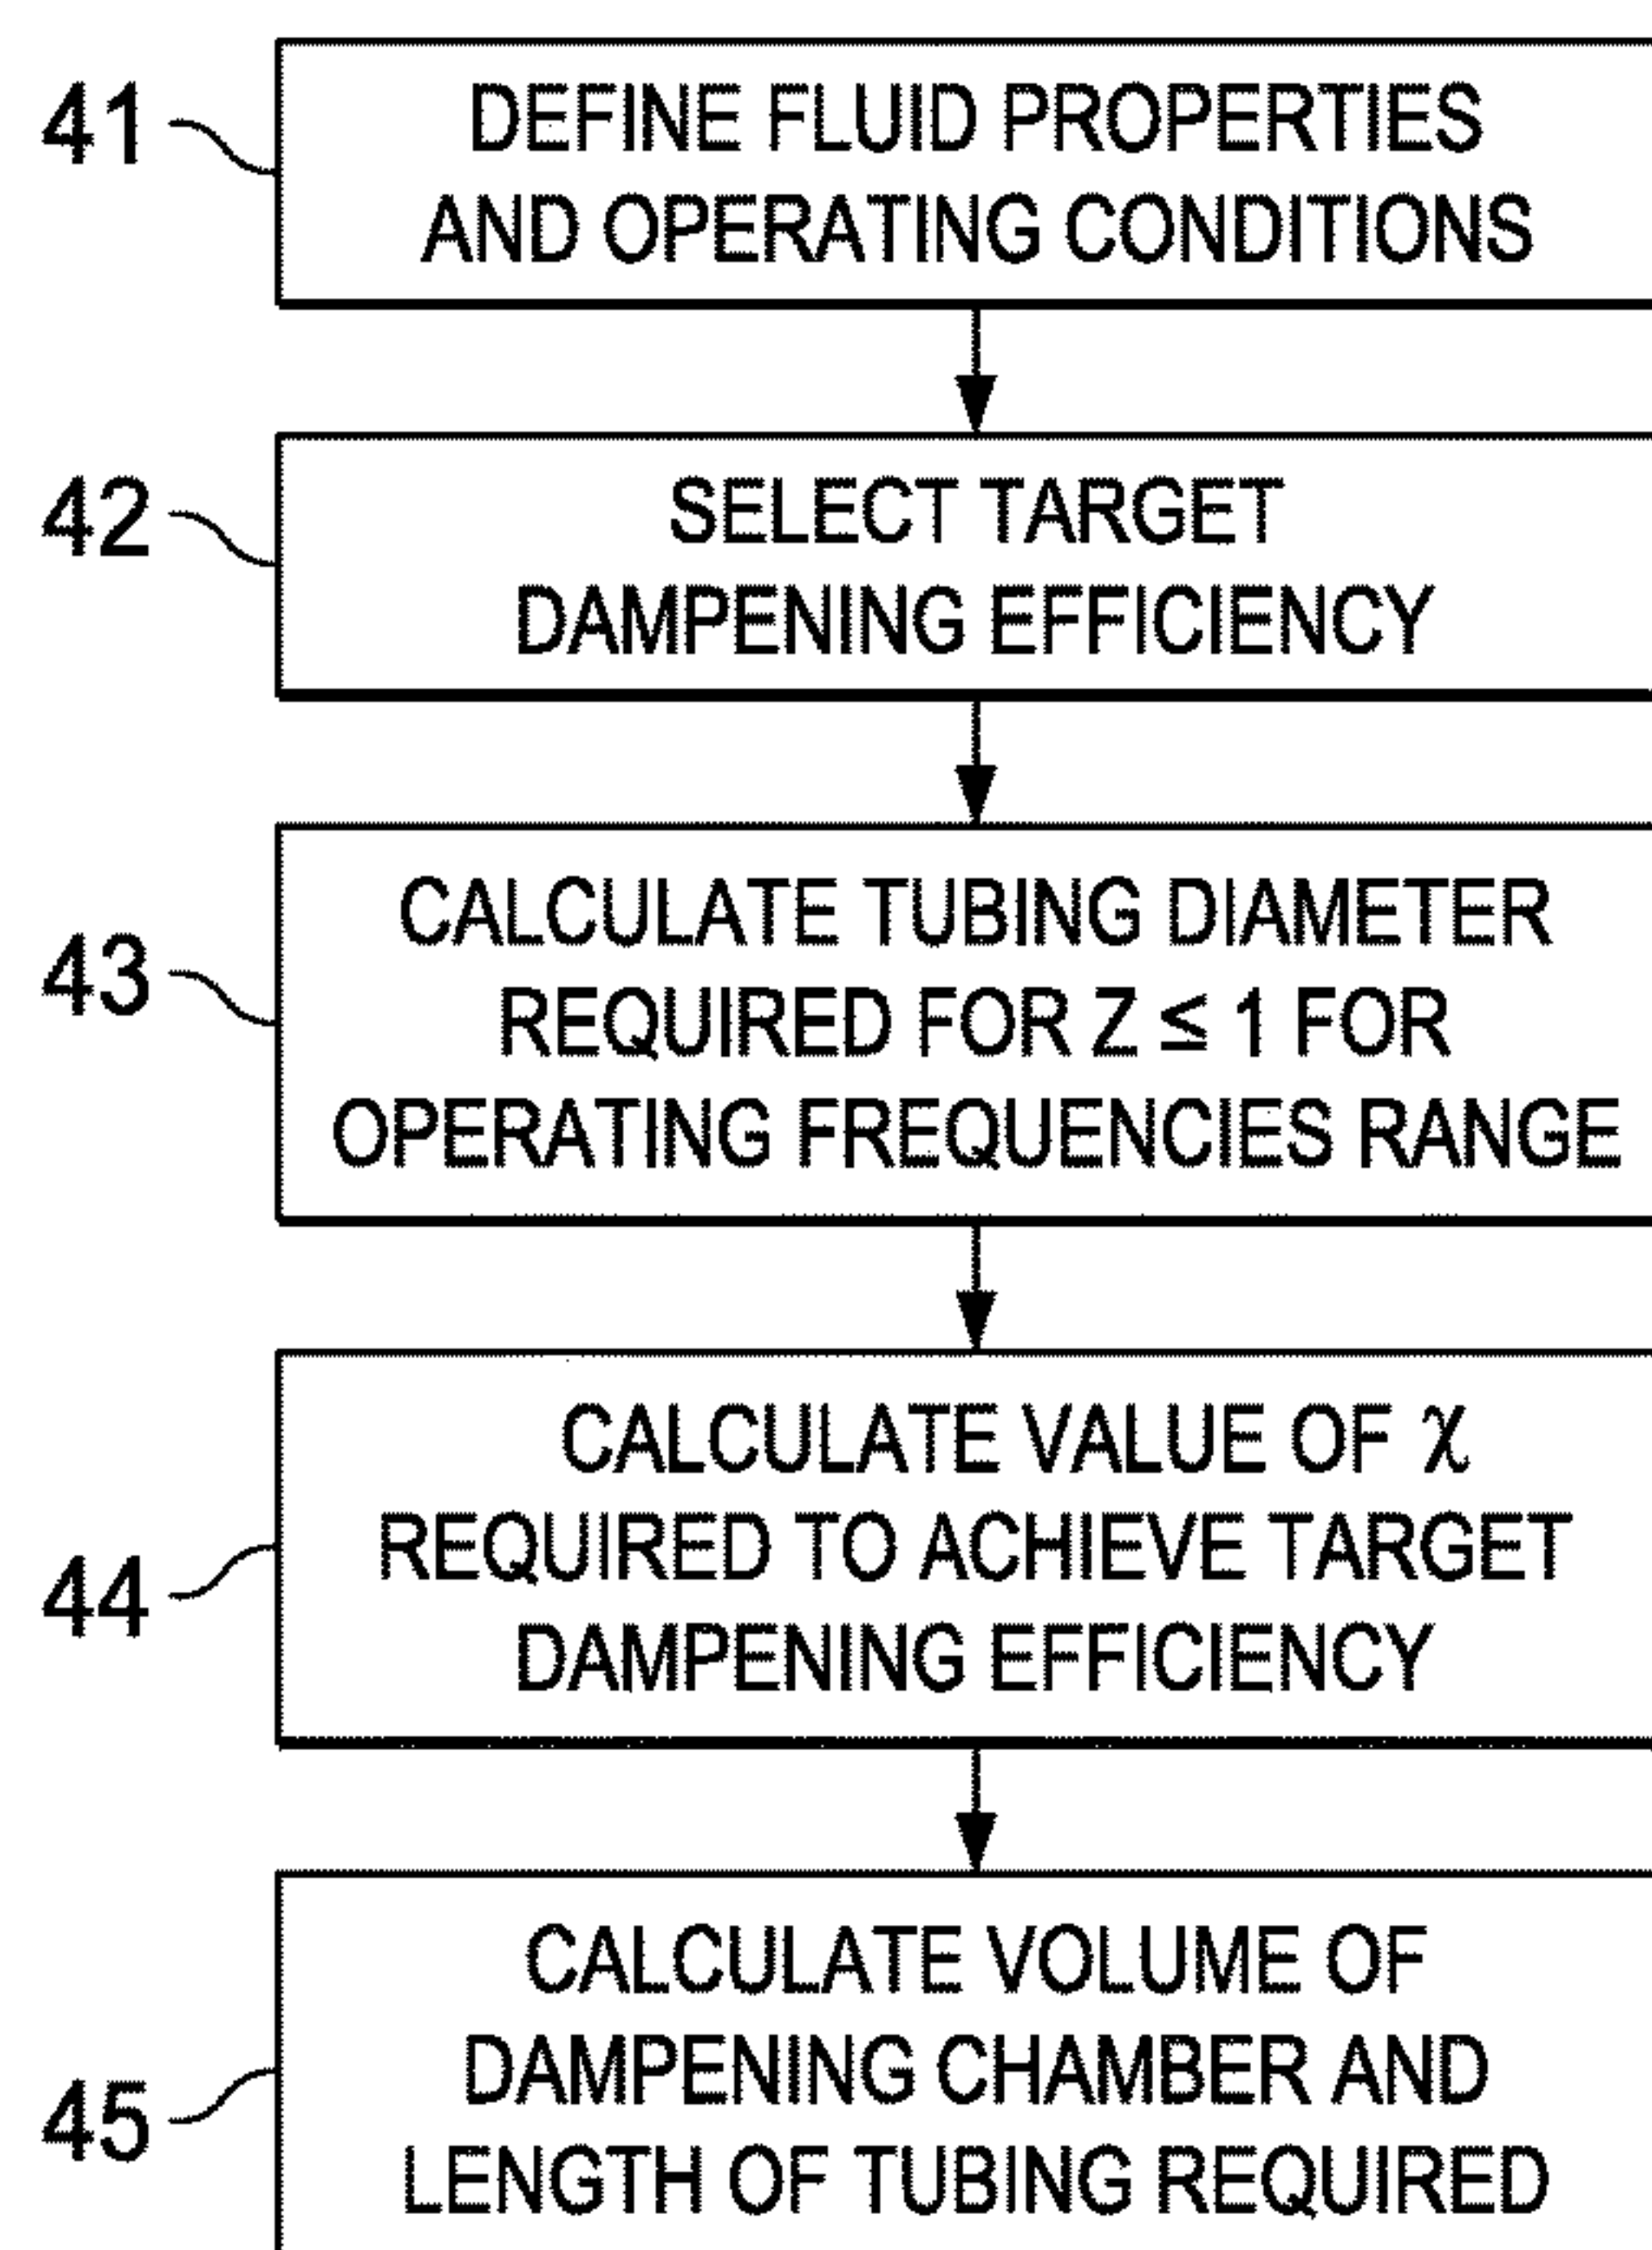 41
DEFINE FLUID PROPERTIES
AND OPERATING CONDITIONS
42
SELECT TARGET
DAMPENING EFFICIENCY
43
CALCULATE TUBING DIAMETER
REQUIRED FOR Z ≤ 1 FOR
OPERATING FREQUENCIES RANGE
44
CALCULATE VALUE OF χ
REQUIRED TO ACHIEVE TARGET
DAMPENING EFFICIENCY
45
CALCULATE VOLUME OF
DAMPENING CHAMBER AND
LENGTH OF TUBING REQUIRED